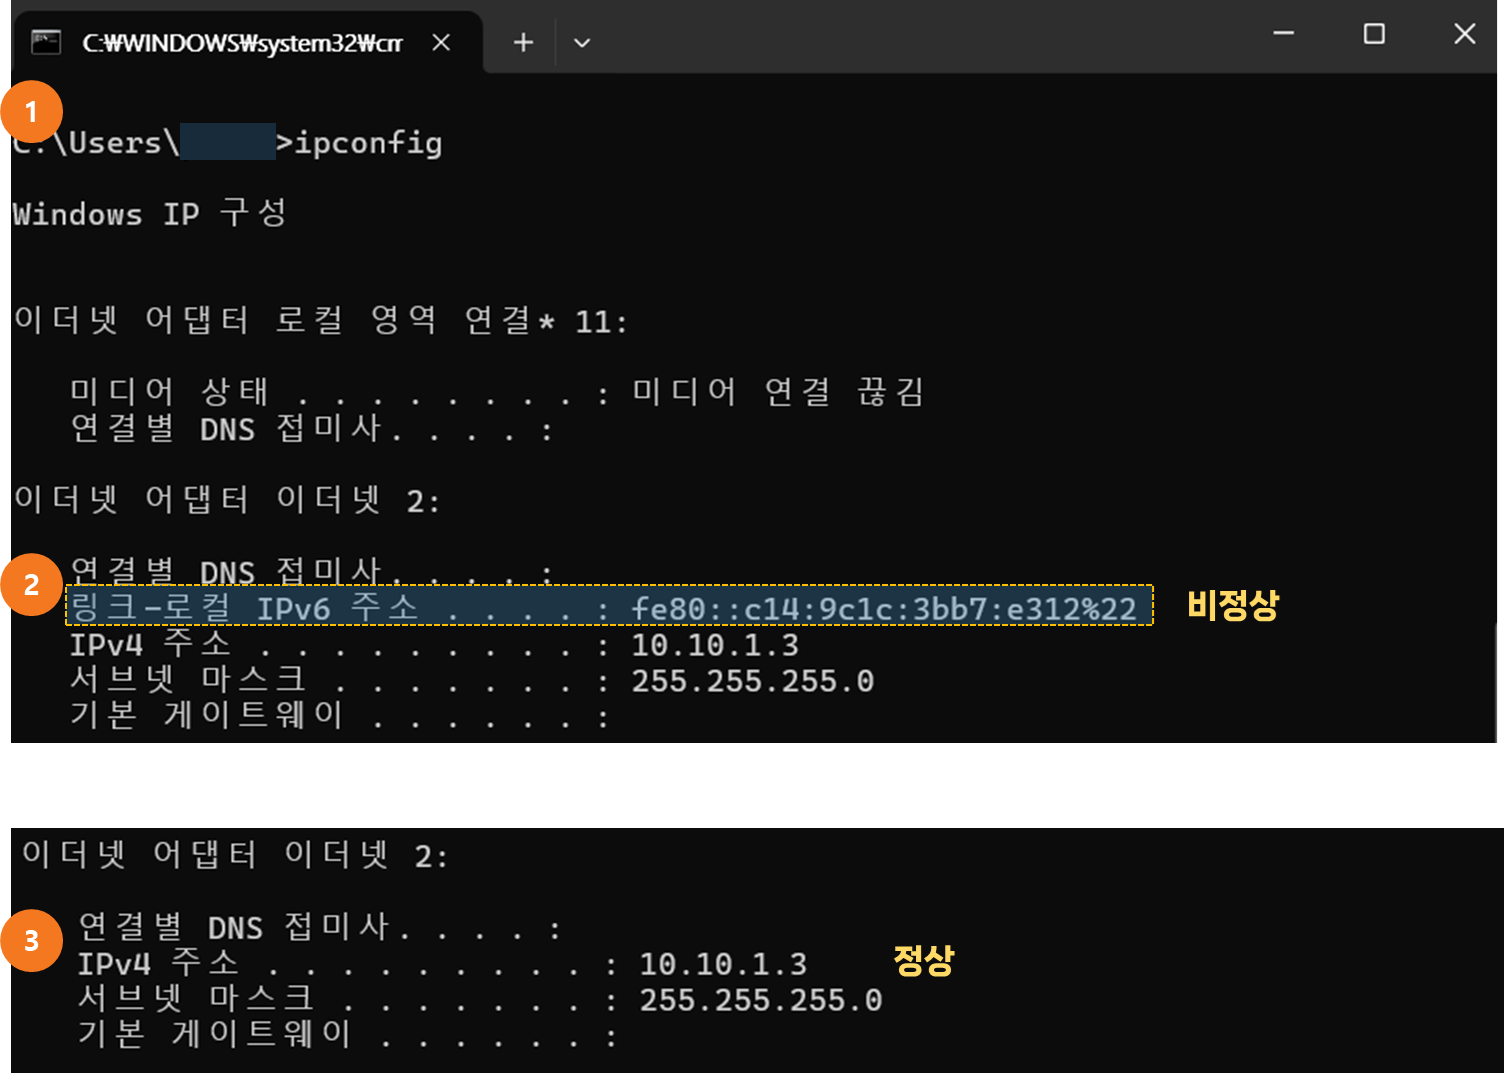 C:₩WINDOWS₩system32₩cm
1
C:\Users\ >ipconfig
Windows IP 구성
이더넷 어댑터 로컬 영역 연결* 11:
미디어 상태 . . . . . . . . : 미디어 연결 끊김
연결별 DNS 접미사. . . . :
이더넷 어댑터 이더넷 2:
연결별 DNS 접미사. . . . :
2
링크-로컬 IPv6 주소 . . . . : fe80::c14:9c1c:3bb7:e312%22 비정상
IPv4 주소 . . . . . . . . . : 10.10.1.3
서브넷 마스크 . . . . . . . : 255.255.255.0
기본 게이트웨이 . . . . . . :
이더넷 어댑터 이더넷 2:
연결별 DNS 접미사. . . . :
3
IPv4 주소 . . . . . . . . . : 10.10.1.3 정상
서브넷 마스크 . . . . . . . : 255.255.255.0
기본 게이트웨이 . . . . . . :